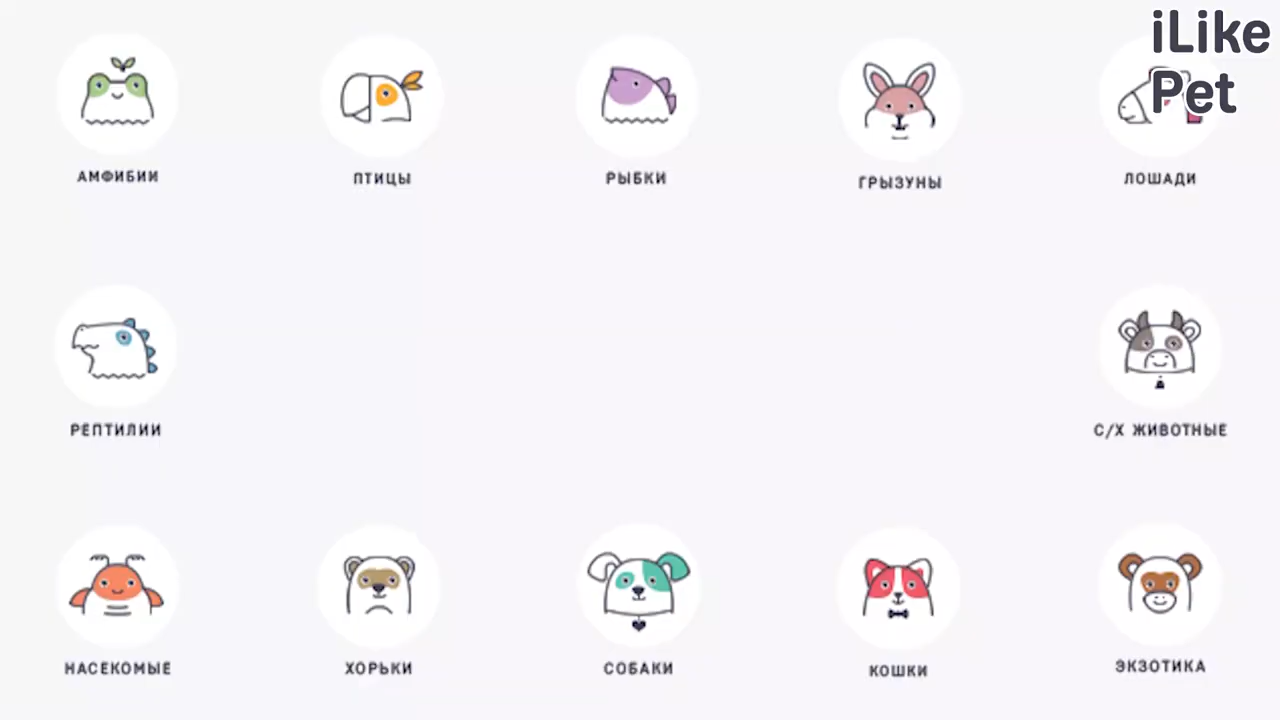 iLike
Pet
АМФИБИИ
ПТИЦЫ
РЫБКИ
ГРЫЗУНЫ
ЛОШАДИ
РЕПТИЛИИ
С/Х ЖИВОТНЫЕ
НАСЕКОМЫЕ
ХОРЬКИ
СОБАКИ
КОШКИ
ЭКЗОТИКА